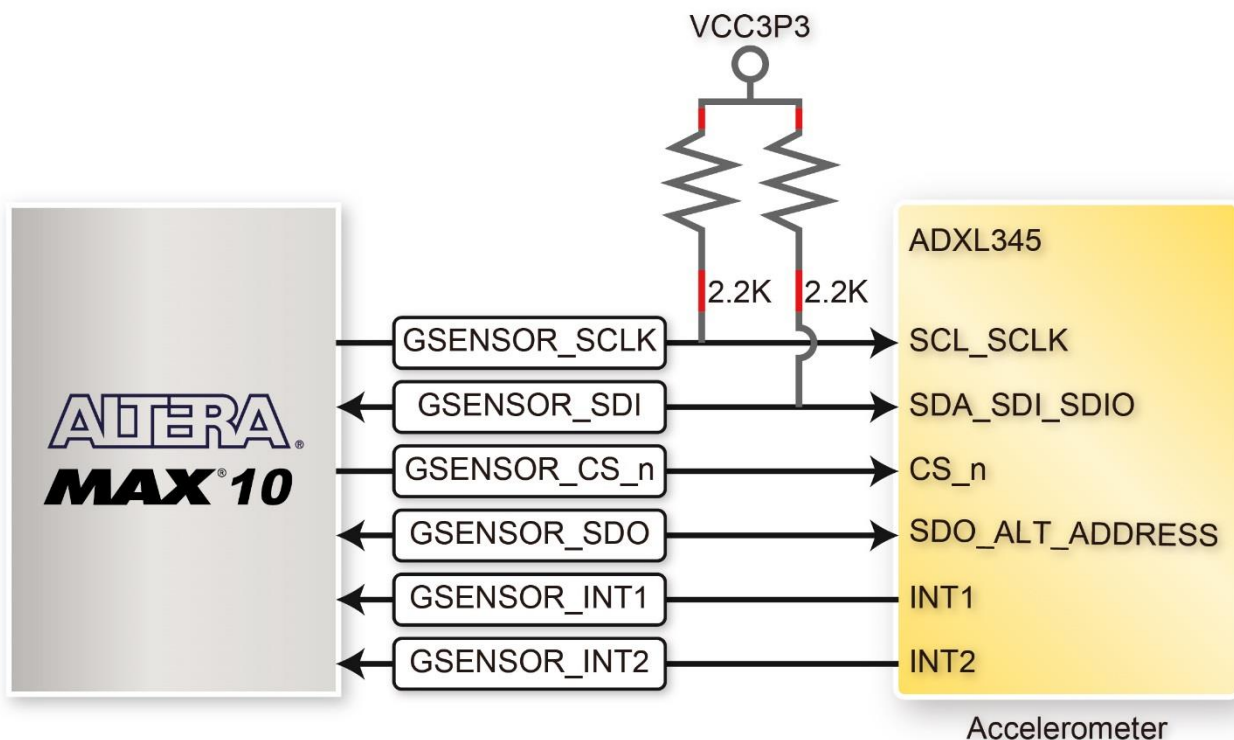 VCC3P3
2.2K 2.2K
ALTERA®
MAX®10
GSENSOR_SCLK
GSENSOR_SDI
GSENSOR_CS_n
GSENSOR_SDO
GSENSOR_INT1
GSENSOR_INT2
ADXL345
SCL_SCLK
SDA_SDI_SDIO
CS_n
SDO_ALT_ADDRESS
INT1
INT2
Accelerometer